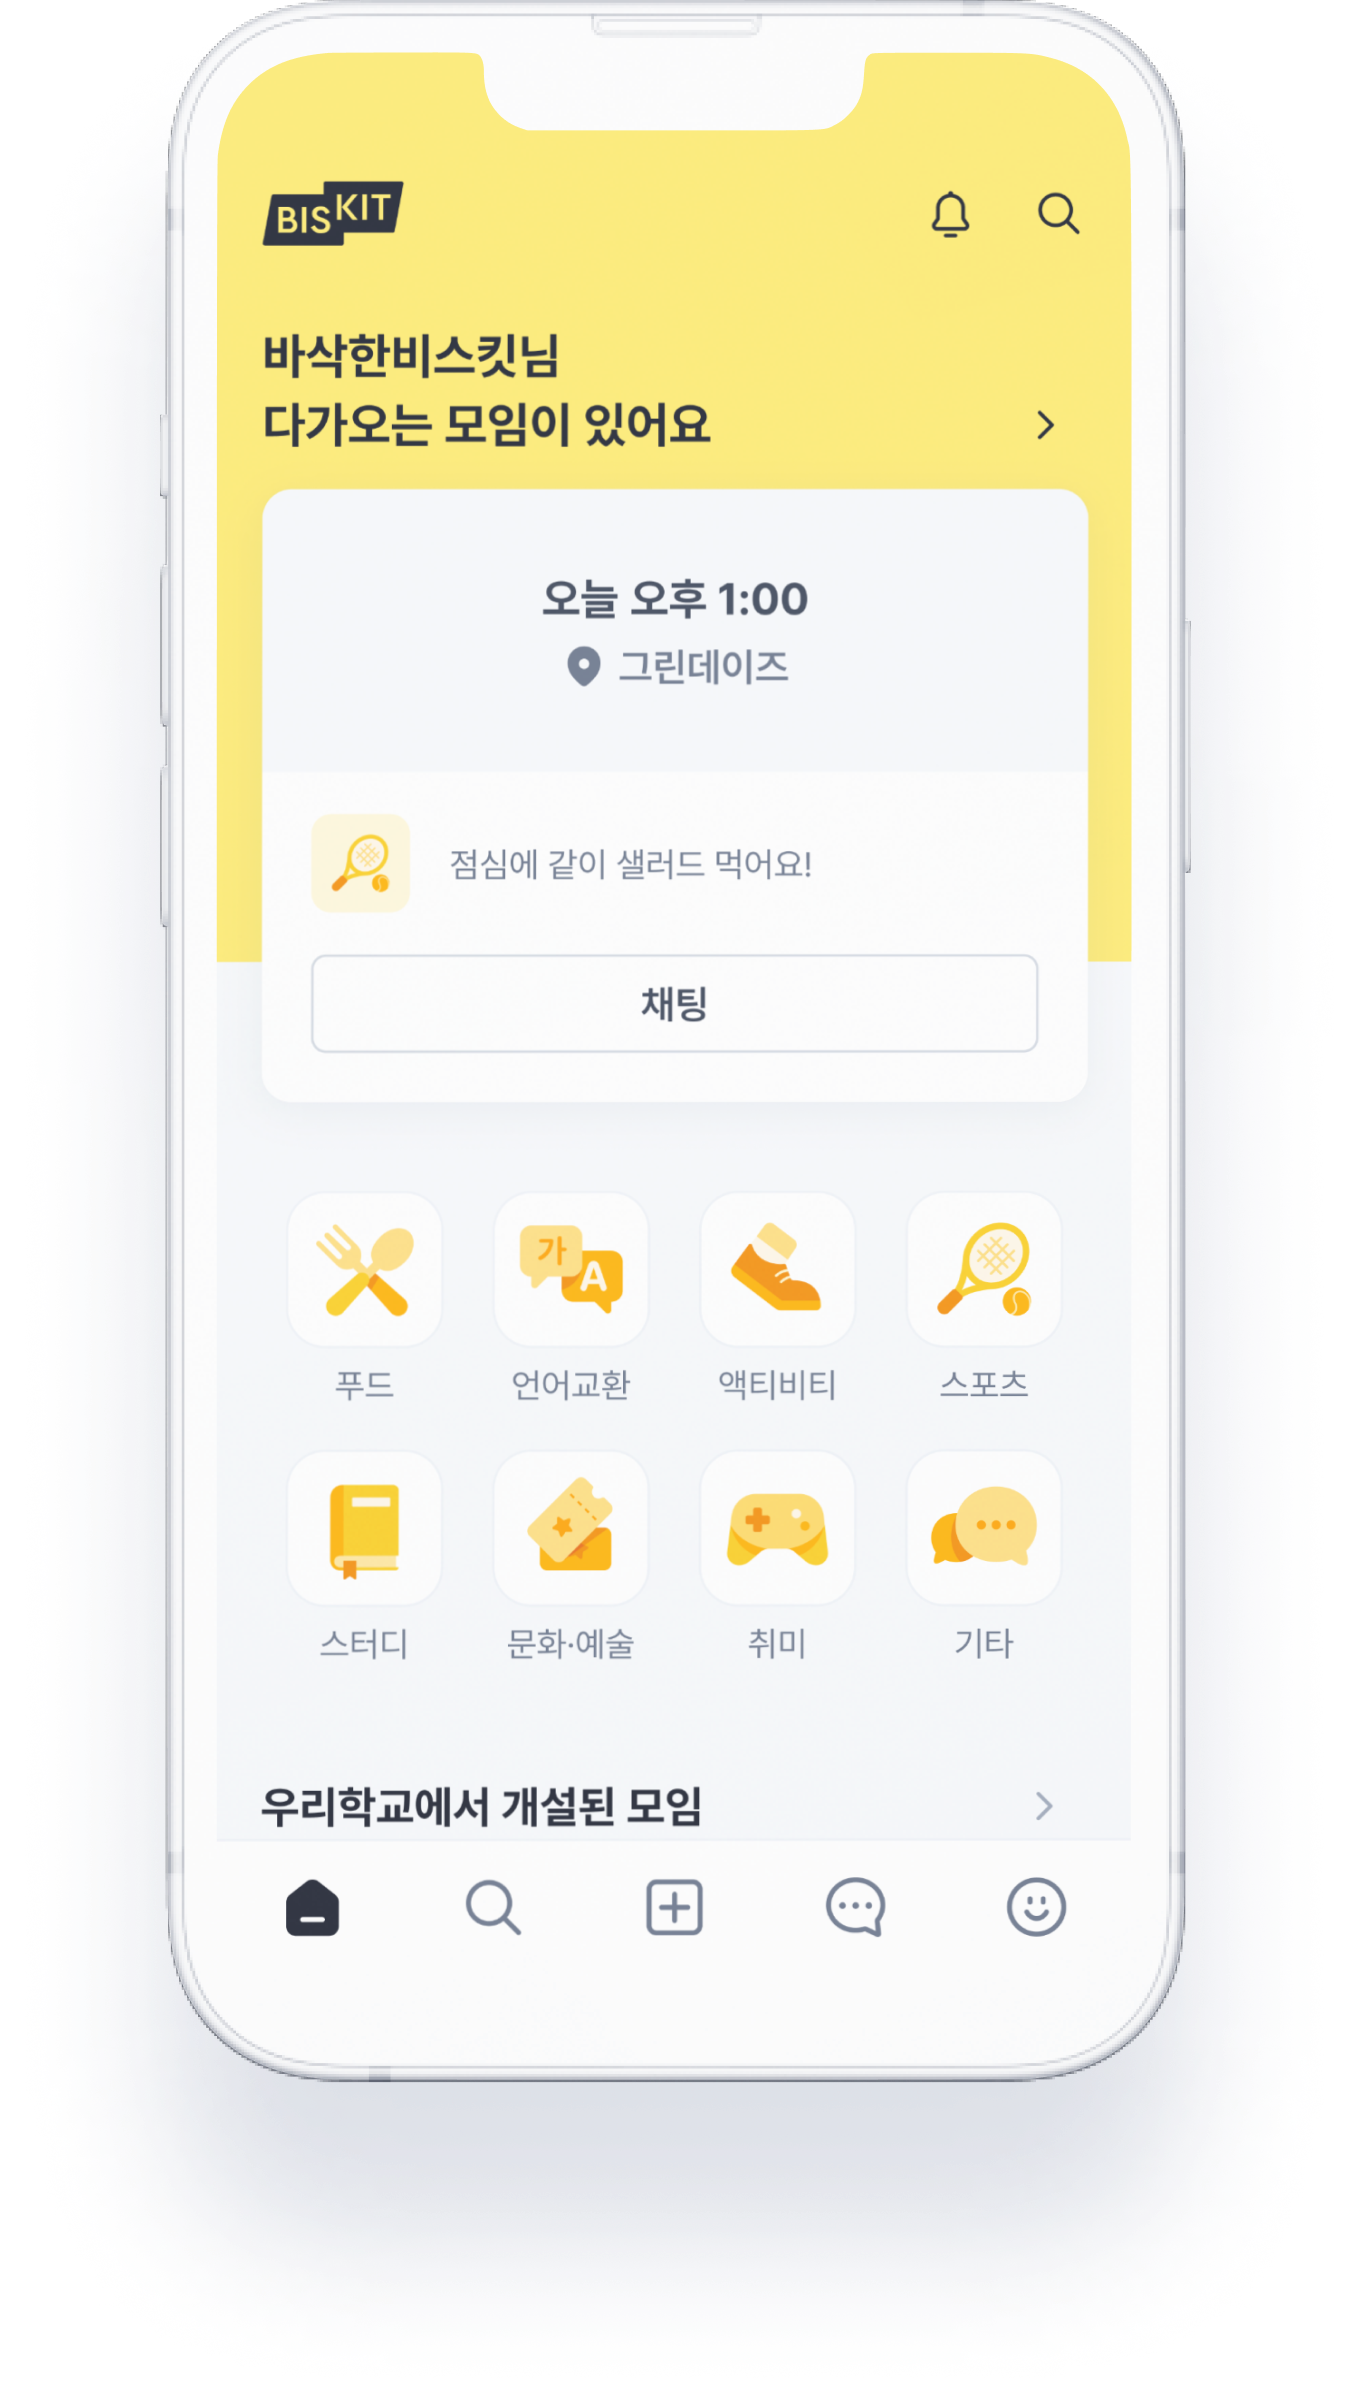 BISKIT
바삭한비스킷님
다가오는 모임이 있어요
오늘 오후 1:00
그린데이즈
점심에 같이 샐러드 먹어요!
채팅
가 A
푸드 언어교환 액티비티 스포츠
스터디 문화·예술 취미 기타
우리학교에서 개설된 모임